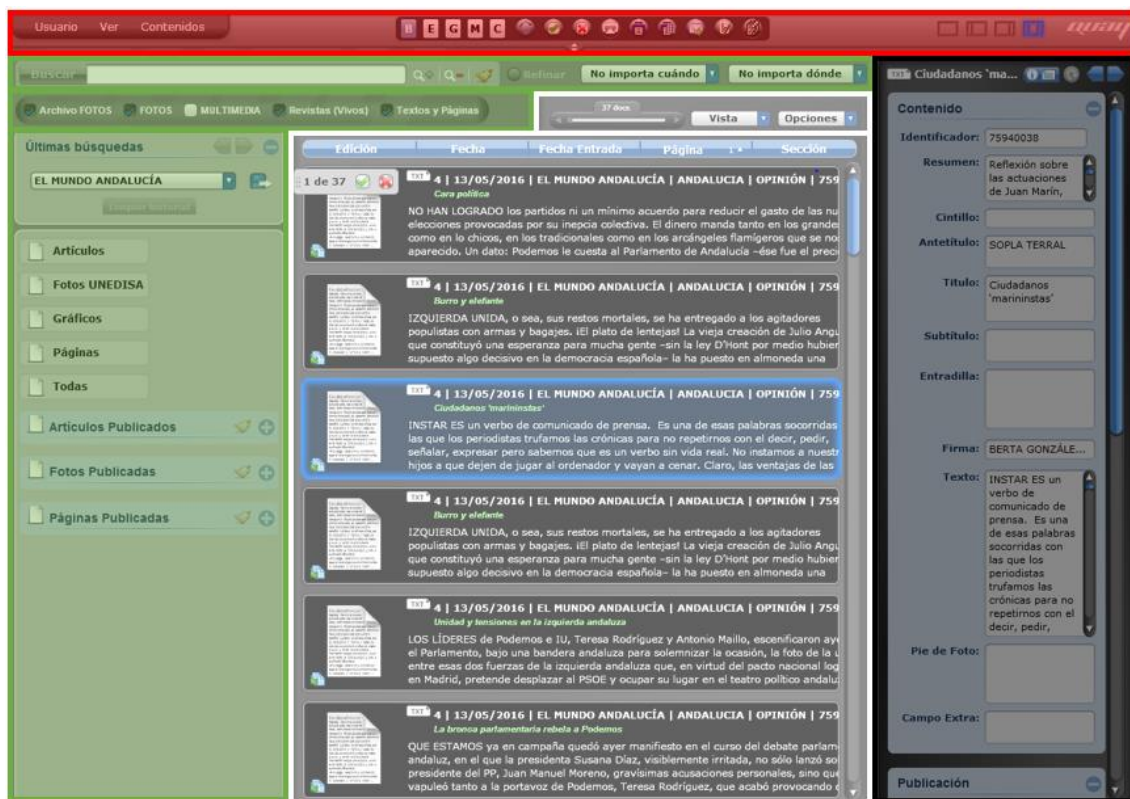 Usuario Ver Contenidos
B E G M C
quay
Buscar
Refinar
No importa cuándo
No importa dónde
Archivo FOTOS FOTOS MULTIMEDIA Revistas (Vivos) Textos y Páginas
37 docs
Vista
Opciones
Últimas búsquedas
EL MUNDO ANDALUCÍA
Artículos
Fotos UNEDISA
Gráficos
Páginas
Todas
Artículos Publicados
Fotos Publicadas
Páginas Publicadas
Edición Fecha Fecha Entrada Página 1 Sección
1 de 37
TXT 4 | 13/05/2016 | EL MUNDO ANDALUCÍA | ANDALUCIA | OPINIÓN | 759
Cara política
NO HAN LOGRADO los partidos ni un mínimo acuerdo para reducir el gasto de las nu
elecciones provocadas por su inepcia colectiva. El dinero manda tanto en los grande
como en lo chicos, en los tradicionales como en los arcángeles flamígeros que se nos
aparecido. Un dato: Podemos le cuesta al Parlamento de Andalucía –ése fue el preci
TXT 4 | 13/05/2016 | EL MUNDO ANDALUCÍA | ANDALUCIA | OPINIÓN | 759
Burro y elefante
IZQUIERDA UNIDA, o sea, sus restos mortales, se ha entregado a los agitadores
populistas con armas y bagajes. ¡El plato de lentejas! La vieja creación de Julio Angu
que constituyó una esperanza para mucha gente –sin la ley D'Hont por medio hubier
supuesto algo decisivo en la democracia española– la ha puesto en almoneda una
TXT 4 | 13/05/2016 | EL MUNDO ANDALUCÍA | ANDALUCIA | OPINIÓN | 759
Ciudadanos 'marininstas'
INSTAR ES un verbo de comunicado de prensa. Es una de esas palabras socorridas
las que los periodistas trufamos las crónicas para no repetirnos con el decir, pedir,
señalar, expresar pero sabemos que es un verbo sin vida real. No instamos a nuestr
hijos a que dejen de jugar al ordenador y vayan a cenar. Claro, las ventajas de las
TXT 4 | 13/05/2016 | EL MUNDO ANDALUCÍA | ANDALUCIA | OPINIÓN | 759
Burro y elefante
IZQUIERDA UNIDA, o sea, sus restos mortales, se ha entregado a los agitadores
populistas con armas y bagajes. ¡El plato de lentejas! La vieja creación de Julio Angu
que constituyó una esperanza para mucha gente –sin la ley D'Hont por medio hubier
supuesto algo decisivo en la democracia española– la ha puesto en almoneda una
TXT 4 | 13/05/2016 | EL MUNDO ANDALUCÍA | ANDALUCIA | OPINIÓN | 759
Unidad y tensiones en la izquierda andaluza
LOS LÍDERES de Podemos e IU, Teresa Rodríguez y Antonio Maillo, escenificaron aye
el Parlamento, bajo una bandera andaluza para solemnizar la ocasión, la foto de la u
entre esas dos fuerzas de la izquierda andaluza que, en virtud del pacto nacional log
en Madrid, pretende desplazar al PSOE y ocupar su lugar en el teatro político andalu
TXT 4 | 13/05/2016 | EL MUNDO ANDALUCÍA | ANDALUCIA | OPINIÓN | 759
La bronca parlamentaria rebela a Podemos
QUE ESTAMOS ya en campaña quedó ayer manifiesto en el curso del debate parlam
andaluz, en el que la presidenta Susana Díaz, visiblemente irritada, no sólo lanzó so
presidente del PP, Juan Manuel Moreno, gravísimas acusaciones personales, sino que
vapuleó tanto a la portavoz de Podemos, Teresa Rodríguez, que acabó provocando
TXT Ciudadanos 'ma...
Contenido
Identificador: 75940038
Resumen: Reflexión sobre
las actuaciones
de Juan Marín,
Cintillo:
Antetítulo: SOPLA TERRAL
Titulo: Ciudadanos
'marininstas'
Subtítulo:
Entradilla:
Firma: BERTA GONZÁLE...
Texto: INSTAR ES un
verbo de
comunicado de
prensa. Es una
de esas palabras
socorridas con
las que los
periodistas
trufamos las
crónicas para no
repetirnos con el
decir, pedir,
Pie de Foto:
Campo Extra:
Publicación